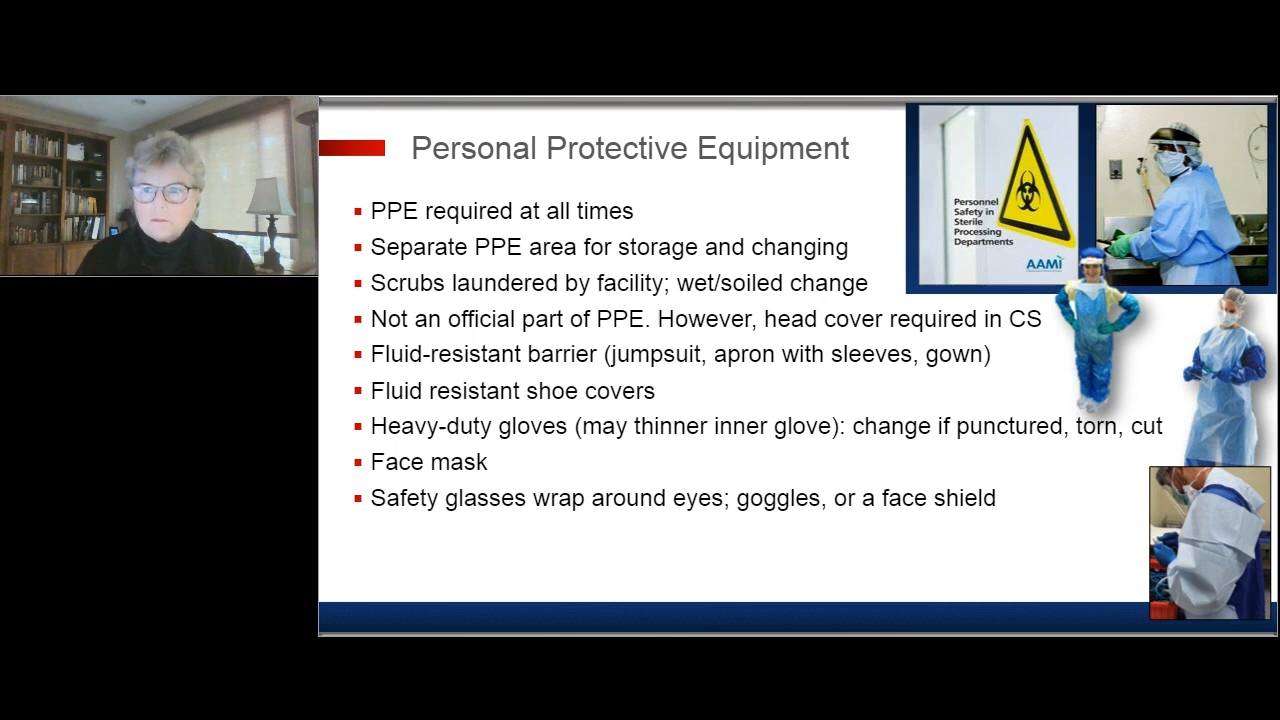 Personal Protective Equipment
PPE required at all times
Separate PPE area for storage and changing
Scrubs laundered by facility; wet/soiled change
Not an official part of PPE. However, head cover required in CS
Fluid-resistant barrier (jumpsuit, apron with sleeves, gown)
Fluid resistant shoe covers
Heavy-duty gloves (may thinner inner glove): change if punctured, torn, cut
Face mask
Safety glasses wrap around eyes; goggles, or a face shield
Personnel
Safety in
Sterile
Processing
Departments
AAMI